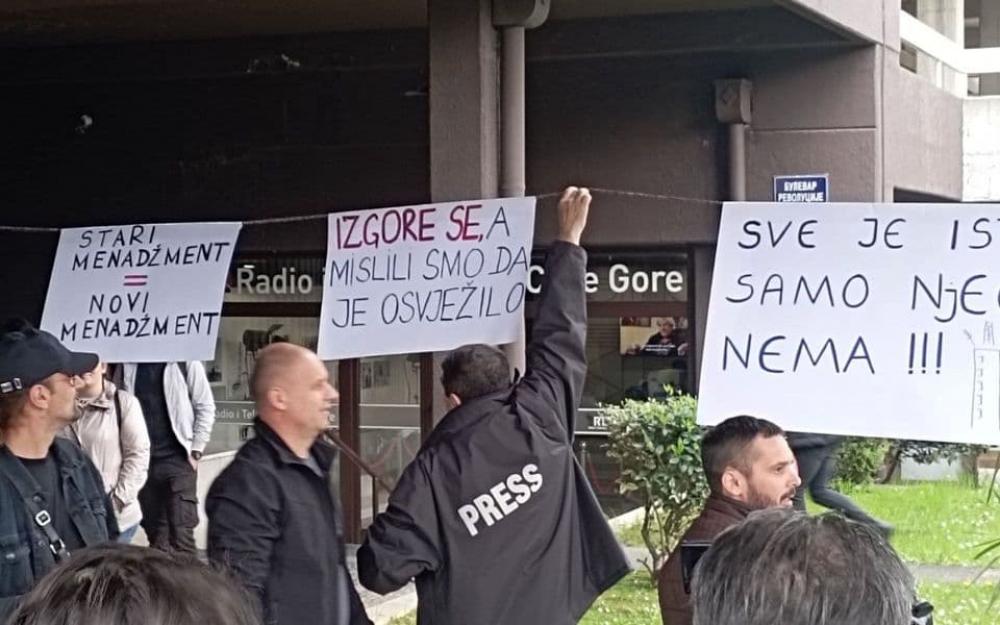 STARI
MENADŽMENT
=
NOVI
MENADŽMENT
IZGORE SE, A
MISLILI SMO DA
JE OSVJEŽILO
SVE JE
SAMO
NEMA !!!
БУЛЕВАР
РЕВОЛУЦИЈЕ
Radio
Gore
PRESS